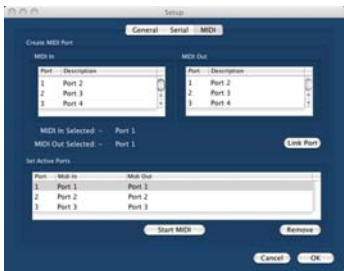 Setup
General Serial MIDI
Create MIDI Port
MIDI In MIDI Out
Port Description Port Description
1 Port 2 1 Port 2
2 Port 3 2 Port 3
3 Port 4 3 Port 4
MIDI In Selected: - Port 1
MIDI Out Selected: - Port 1
Link Port
Set Active Ports
Port Midi In Midi Out
1 Port 1 Port 1
2 Port 2 Port 2
3 Port 3 Port 3
Start MIDI Remove
Cancel OK